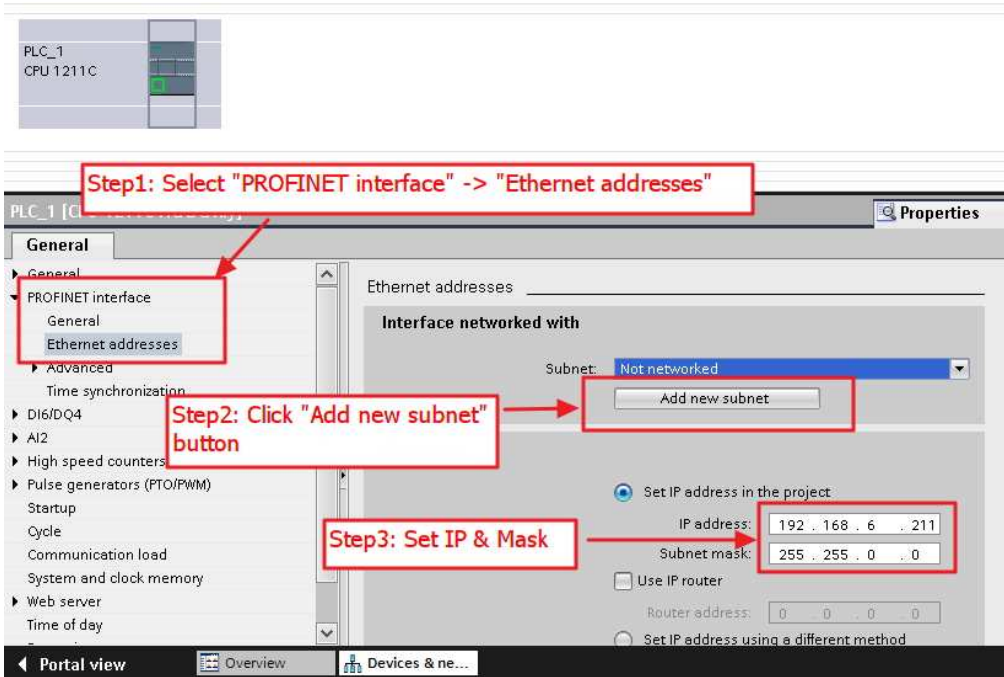 PLC_1
CPU 1211C
Step1: Select "PROFINET interface" -> "Ethernet addresses"
PLC_1
Properties
General
General
PROFINET interface
General
Ethernet addresses
Advanced
Time synchronization
DI6/DQ4
AI2
High speed counters
Pulse generators (PTO/PWM)
Startup
Cycle
Communication load
System and clock memory
Web server
Time of day
Ethernet addresses
Interface networked with
Subnet: Not networked
Add new subnet
Step2: Click "Add new subnet"
button
Set IP address in the project
IP address: 192 . 168 . 6 . 211
Step3: Set IP & Mask
Subnet mask: 255 . 255 . 0 . 0
Use IP router
Router address: 0 . 0 . 0 . 0
Set IP address using a different method
Portal view
Overview
Devices & ne...